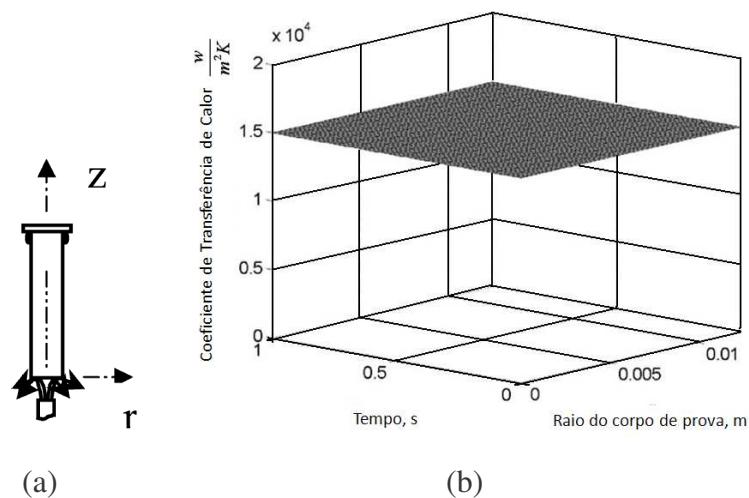 z
r
(a)
Coeficiente de Transferência de Calor w/m²K
x 10⁴
2
1.5
1
0.5
0
1
0.5
0
0
0.005
0.01
Tempo, s
Raio do corpo de prova, m
(b)